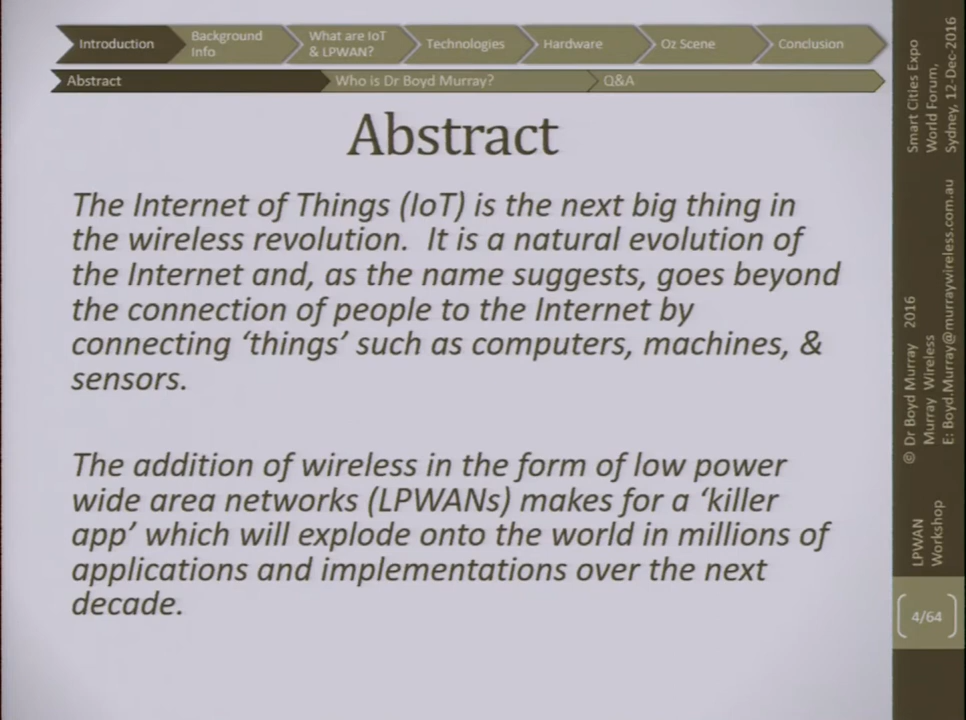 Introduction
Background
Info
What are IoT
& LPWAN?
Technologies
Hardware
Oz Scene
Conclusion
Abstract
Who is Dr Boyd Murray?
Q&A
Abstract
The Internet of Things (IoT) is the next big thing in
the wireless revolution. It is a natural evolution of
the Internet and, as the name suggests, goes beyond
the connection of people to the Internet by
connecting ‘things’ such as computers, machines, &
sensors.
The addition of wireless in the form of low power
wide area networks (LPWANs) makes for a ‘killer
app’ which will explode onto the world in millions of
applications and implementations over the next
decade.
Smart Cities Expo
World Forum,
Sydney, 12-Dec-2016
© Dr Boyd Murray 2016
Murray Wireless
E: Boyd.Murray@murraywireless.com.au
LPWAN
Workshop
4/64